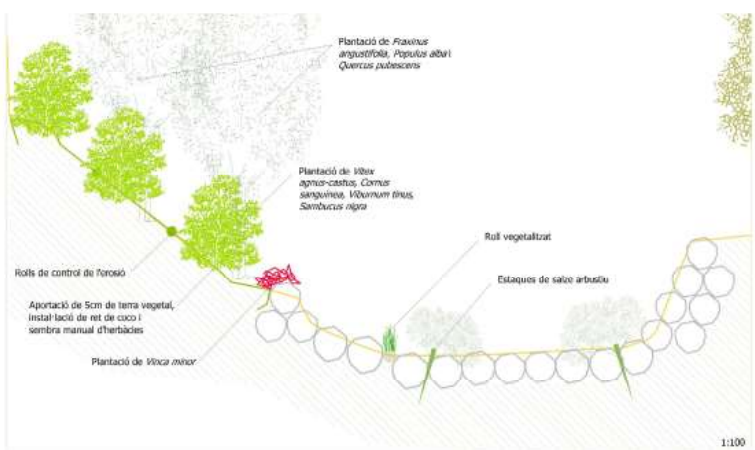 Plantació de Fraxinus
angustifolia, Populus alba i
Quercus pubescens
Plantació de Vitex
agnus-castus, Cornus
sanguinea, Viburnum tinus,
Sambucus nigra
Roll vegetalitzat
Rolls de control de l'erosió
Estaques de salze arbustiu
Aportació de 5cm de terra vegetal,
instal·lació de ret de coco i
sembra manual d'herbàcies
Plantació de Vinca minor
1:100